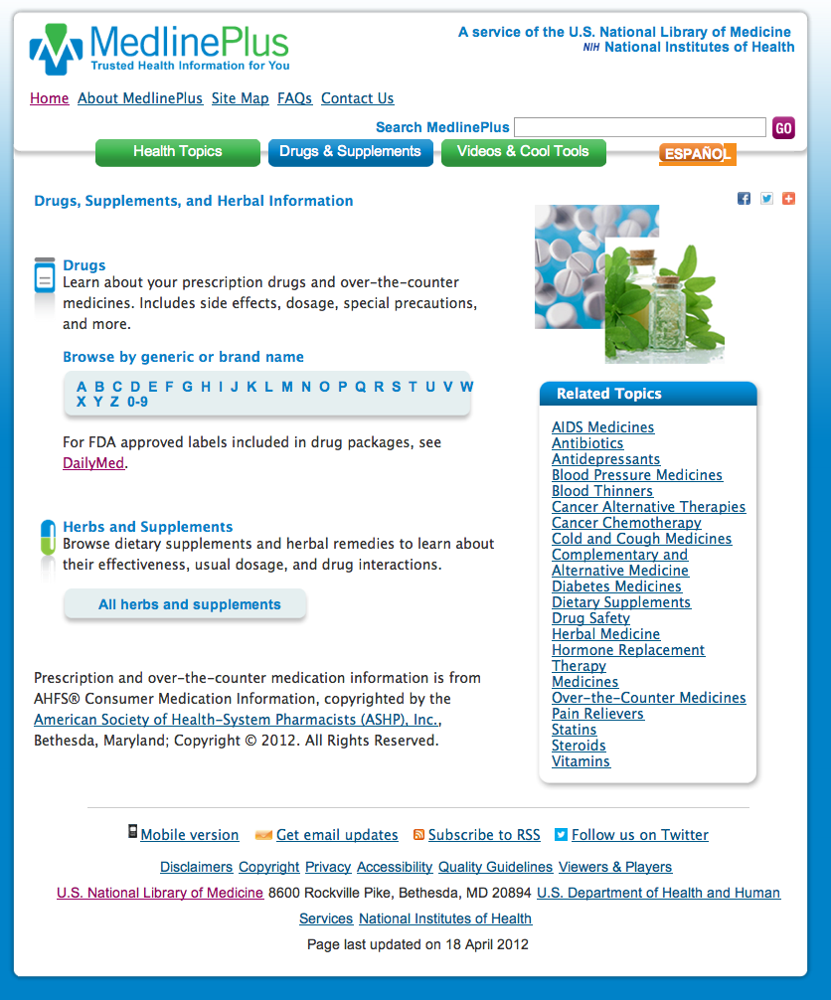 MedlinePlus
Trusted Health Information for You
A service of the U.S. National Library of Medicine
NIH National Institutes of Health
Home About MedlinePlus Site Map FAQs Contact Us
Search MedlinePlus GO
Health Topics Drugs & Supplements Videos & Cool Tools ESPAÑOL
Drugs, Supplements, and Herbal Information
Drugs
Learn about your prescription drugs and over-the-counter
medicines. Includes side effects, dosage, special precautions,
and more.
Browse by generic or brand name
A B C D E F G H I J K L M N O P Q R S T U V W
X Y Z 0-9
For FDA approved labels included in drug packages, see
DailyMed.
Herbs and Supplements
Browse dietary supplements and herbal remedies to learn about
their effectiveness, usual dosage, and drug interactions.
All herbs and supplements
Prescription and over-the-counter medication information is from
AHFS® Consumer Medication Information, copyrighted by the
American Society of Health-System Pharmacists (ASHP), Inc.,
Bethesda, Maryland; Copyright © 2012. All Rights Reserved.
Related Topics
AIDS Medicines
Antibiotics
Antidepressants
Blood Pressure Medicines
Blood Thinners
Cancer Alternative Therapies
Cancer Chemotherapy
Cold and Cough Medicines
Complementary and
Alternative Medicine
Diabetes Medicines
Dietary Supplements
Drug Safety
Herbal Medicine
Hormone Replacement
Therapy
Medicines
Over-the-Counter Medicines
Pain Relievers
Statins
Steroids
Vitamins
Mobile version Get email updates Subscribe to RSS Follow us on Twitter
Disclaimers Copyright Privacy Accessibility Quality Guidelines Viewers & Players
U.S. National Library of Medicine 8600 Rockville Pike, Bethesda, MD 20894 U.S. Department of Health and Human
Services National Institutes of Health
Page last updated on 18 April 2012